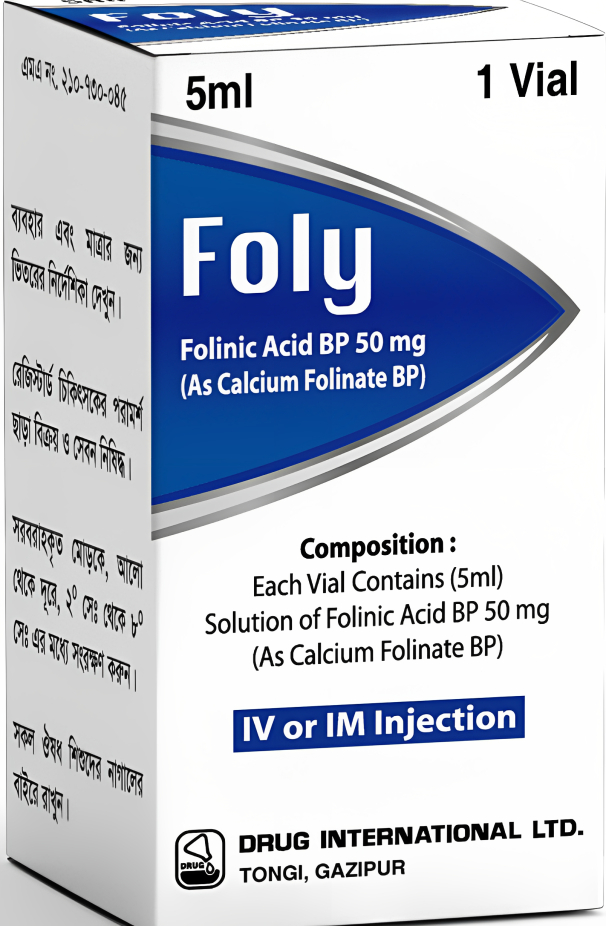 Foly
এমএ নং, ২১০-৭৩০-০৪৫
ব্যবহার এবং মাত্রার জন্য
ভিতরের নির্দেশিকা দেখুন।
রেজিস্টার্ড চিকিৎসকের পরামর্শ
ছাড়া বিক্রয় ও সেবন নিষিদ্ধ।
সরবরাহকৃত মোড়কে, আলো
থেকে দূরে, ২° সেঃ থেকে ৮°
সেঃ এর মধ্যে সংরক্ষণ করুন।
সকল ঔষধ শিশুদের নাগালের
বাইরে রাখুন।
5ml
1 Vial
Foly
Folinic Acid BP 50 mg
(As Calcium Folinate BP)
Composition :
Each Vial Contains (5ml)
Solution of Folinic Acid BP 50 mg
(As Calcium Folinate BP)
IV or IM Injection
DRUG
DRUG INTERNATIONAL LTD.
TONGI, GAZIPUR